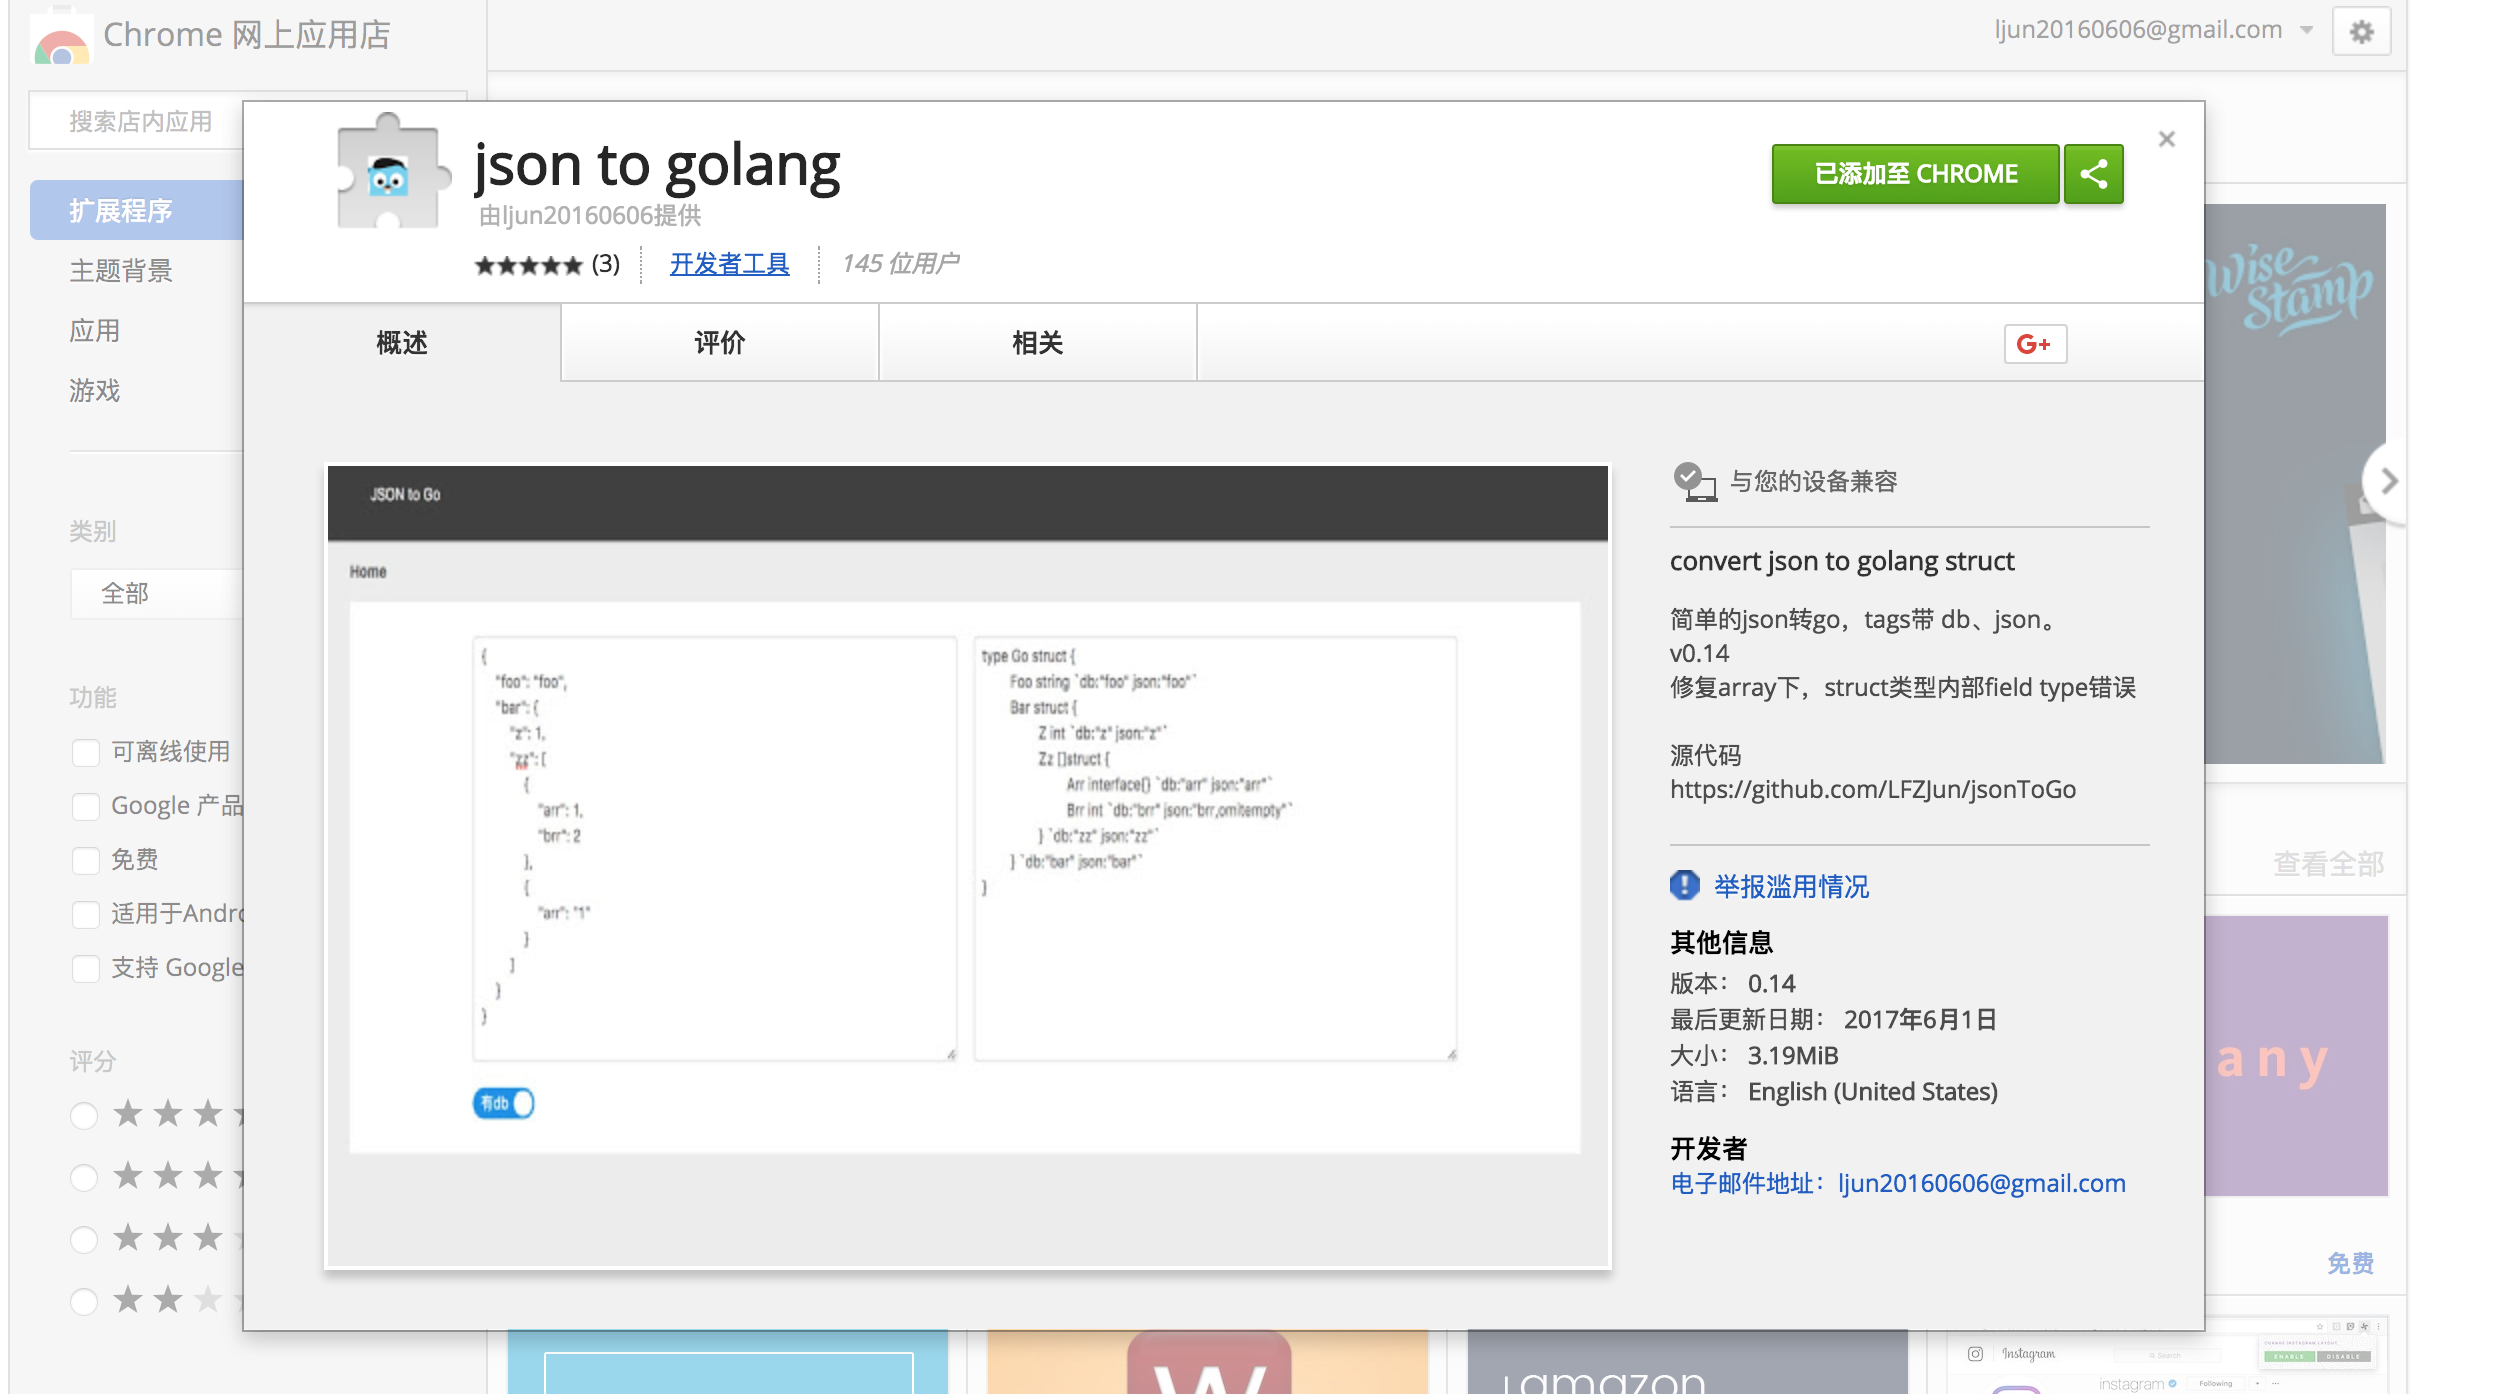 Chrome 网上应用店
ljun20160606@gmail.com
搜索店内应用
扩展程序
主题背景
应用
游戏
类别
全部
功能
可离线使用
Google 产品
免费
适用于Andro
支持 Google
评分
json to golang
由ljun20160606提供
(3)
开发者工具
145 位用户
已添加至 CHROME
概述
评价
相关
G+
JSON to Go
Home
{
"foo": "foo",
"bar": {
"z": 1,
"zz": [
{
"arr": 1,
"brr": 2
},
{
"arr": "1"
}
]
}
}
type Go struct {
Foo string `db:"foo" json:"foo"`
Bar struct {
Z int `db:"z" json:"z"`
Zz []struct {
Arr interface{} `db:"arr" json:"arr"`
Brr int `db:"brr" json:"brr,omitempty"`
} `db:"zz" json:"zz"`
} `db:"bar" json:"bar"`
}
有db
与您的设备兼容
convert json to golang struct
简单的json转go，tags带 db、json。
v0.14
修复array下，struct类型内部field type错误
源代码
https://github.com/LFZJun/jsonToGo
举报滥用情况
其他信息
版本： 0.14
最后更新日期： 2017年6月1日
大小： 3.19MiB
语言： English (United States)
开发者
电子邮件地址：ljun20160606@gmail.com
Wise
Stamp
查看全部
any
免费
W
amazon
Instagram
Search
ENABLE DISABLE
instagram
Following